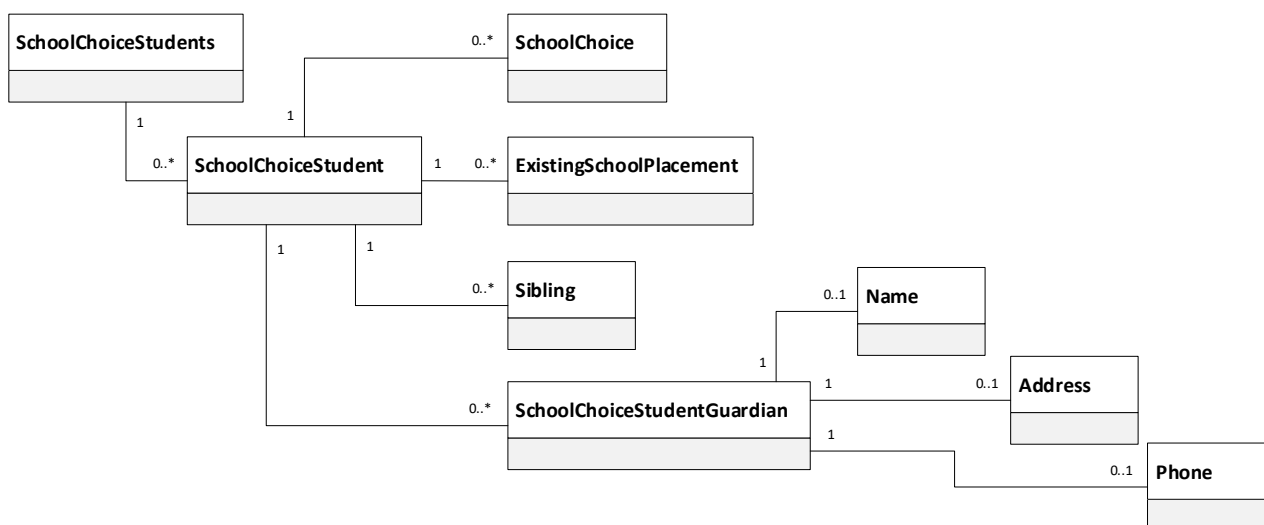 SchoolChoiceStudents
0..*
SchoolChoice
1
1
0..*
SchoolChoiceStudent
1
0..*
ExistingSchoolPlacement
1
1
0..*
Sibling
0..1
Name
1
1
0..1
Address
0..*
SchoolChoiceStudentGuardian
1
0..1
Phone